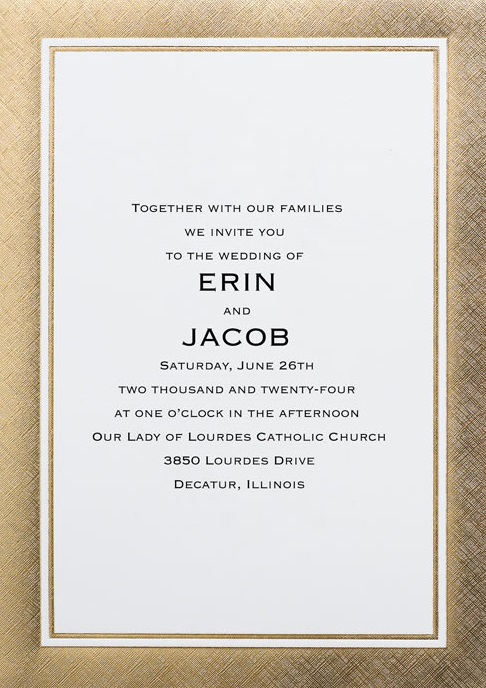 Together with our families
we invite you
to the wedding of
ERIN
and
JACOB
Saturday, June 26th
two thousand and twenty-four
at one o'clock in the afternoon
Our Lady of Lourdes Catholic Church
3850 Lourdes Drive
Decatur, Illinois